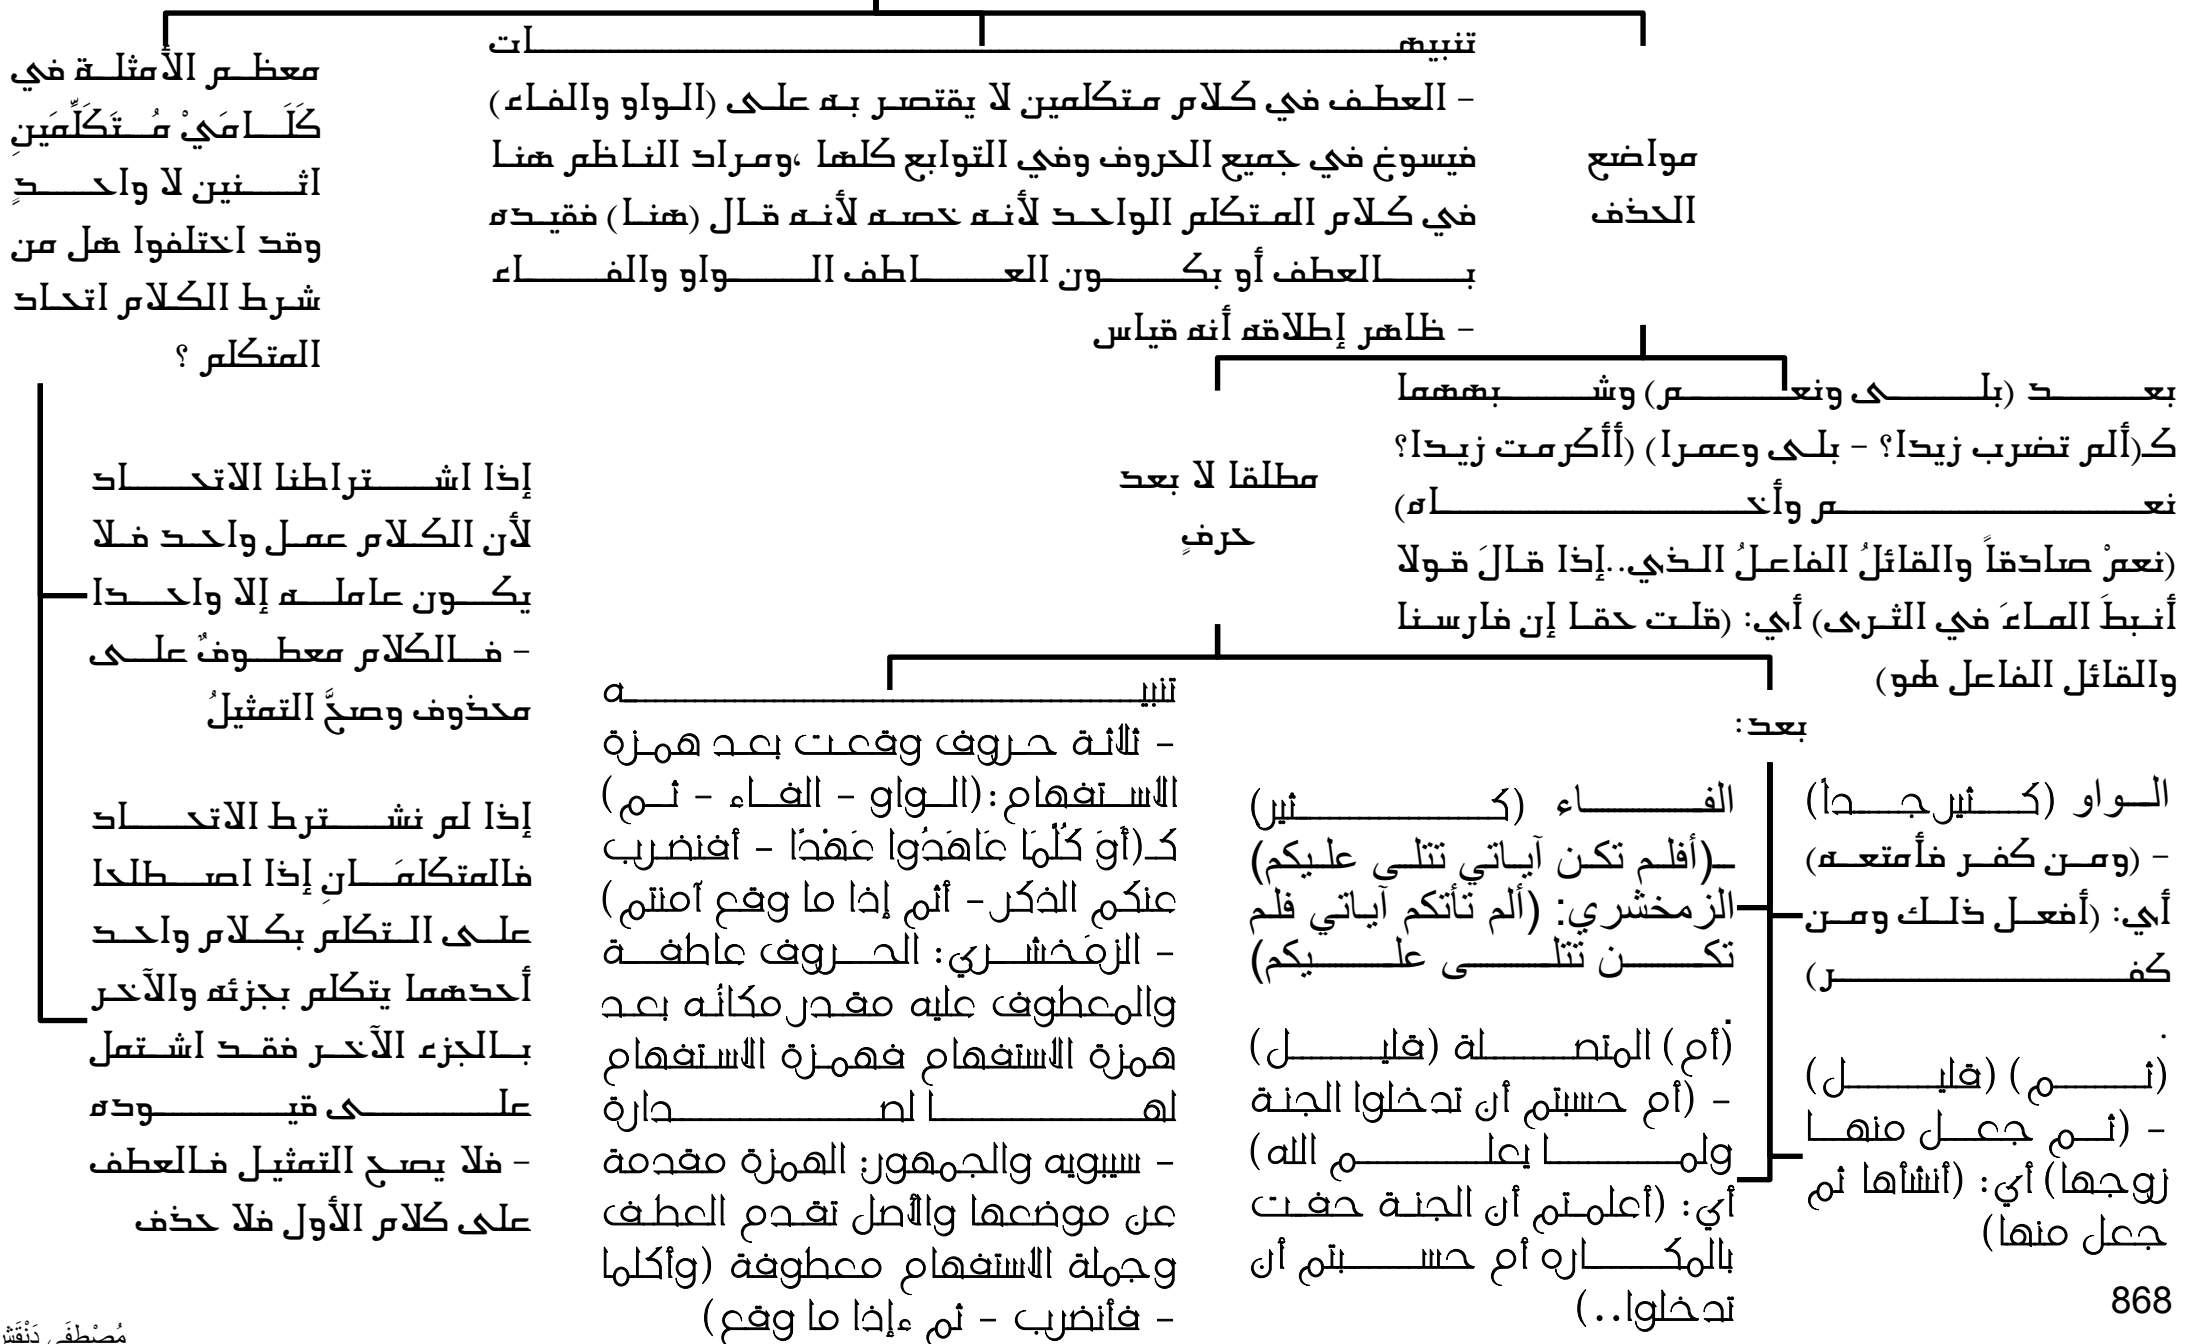 مواضع
الحذف
تنبيهات
- العطف في كلام متكلمين لا يقتصر به على (الواو والفاء)
فيسوغ في جميع الحروف وفي التوابع كلها ،ومراد الناظم هنا
في كلام المتكلم الواحد لأنه خصه لأنه قال (هنا) فقيده
بالعطف أو بكون العاطف الواو والفاء
- ظاهر إطلاقه أنه قياس
معظم الأمثلة في
كَلَامَيْ مُتَكَلِّمَينِ
اثنين لا واحدٍ
وقد اختلفوا هل من
شرط الكلام اتحاد
المتكلم ؟
بعد (بلى ونعم) وشبههما
كـ(ألم تضرب زيدا؟ - بلى وعمرا) (أأكرمت زيدا؟
نعم وأخاه)
(نعمْ صادقاً والقائلُ الفاعلُ الذي..إذا قالَ قولا
أنبطَ الماءَ في الثرى) أي: (قلت حقا إن فارسنا
والقائل الفاعل هو)
مطلقا لا بعد
حرفٍ
بعد:
الواو (كثير جداً)
- (ومن كفر فأمتعه)
أي: (أفعل ذلك ومن
كفر)
.
(ثم) (قليل)
- (ثم جعل منها
زوجها) أي: (أنشأها ثم
جعل منها)
الفاء (كثير)
ـ(أفلم تكن آياتي تتلى عليكم)
الزمخشري: (ألم تأتكم آياتي فلم
تكن تتلى عليكم)
.
(أم) المتصلة (قليل)
- (أم حسبتم أن تدخلوا الجنة
ولما يعلم الله)
أي: (أعلمتم أن الجنة حفت
بالمكاره أم حسبتم أن
تدخلوا..)
تنبيه
- ثلاثة حروف وقعت بعد همزة
الاستفهام:(الواو - الفاء - ثم)
كـ(أَوَ كُلَّمَا عَاهَدُوا عَهْدًا - أفنضرب
عنكم الذكر- أثم إذا ما وقع آمنتم)
- الزمَخشري: الحروف عاطفة
والمعطوف عليه مقدر مكانُه بعد
همزة الاستفهام فهمزة الاستفهام
لها لصدارة
- سيبويه والجمهور: الهمزة مقدمة
عن موضعها والأصل تقدم العطف
وجملة الاستفهام معطوفة (وأكلما
- فأنضرب - ثم ءإذا ما وقع)
إذا اشتراطنا الاتحاد
لأن الكلام عمل واحد فلا
يكون عامله إلا واحدا
- فالكلام معطوفٌ على
محذوف وصحَّ التمثيلُ
إذا لم نشترط الاتحاد
فالمتكلمَانِ إذا اصطلحا
على التكلم بكلام واحد
أحدهما يتكلم بجزئه والآخر
بالجزء الآخر فقد اشتمل
على قيوده
- فلا يصح التمثيل فالعطف
على كلام الأول فلا حذف
868
مُصْطفَى دَنْقَش